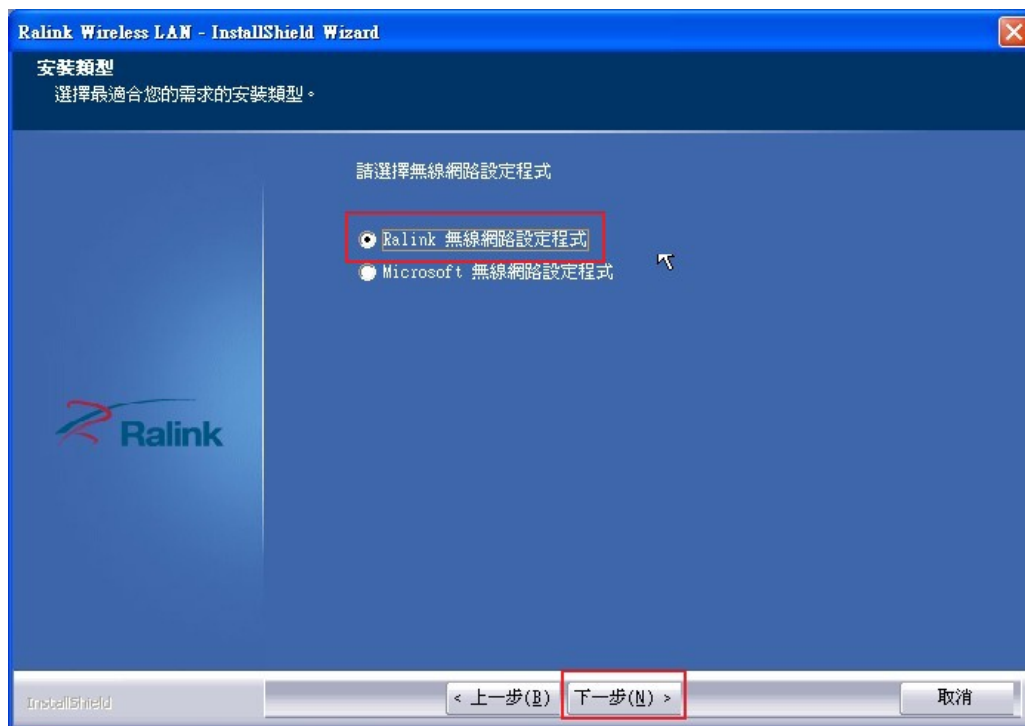 Ralink Wireless LAN - InstallShield Wizard
安裝類型
選擇最適合您的需求的安裝類型。
請選擇無線網路設定程式
Ralink 無線網路設定程式
Microsoft 無線網路設定程式
Ralink
InstallShield
< 上一步(B)
下一步(N) >
取消